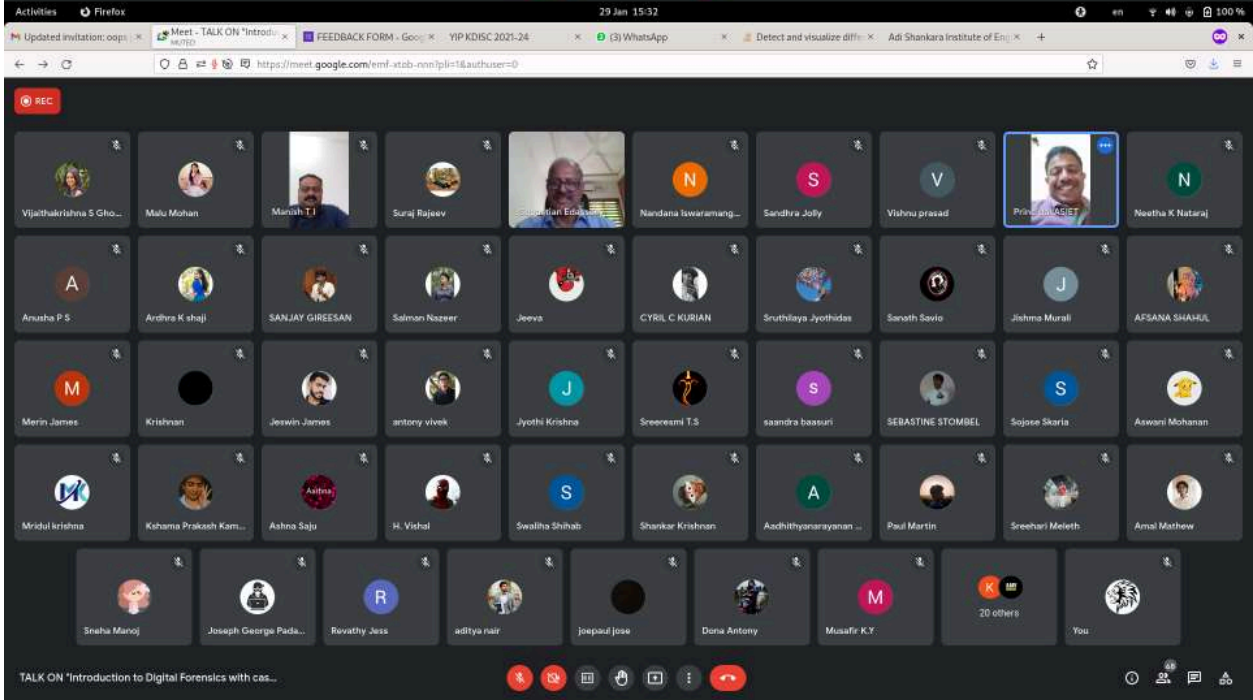 Activities Firefox 29 Jan 15:32 en 100 %
Updated invitation: oops Meet - TALK ON "Introdu FEEDBACK FORM - Goog YIP KDISC 2021-24 (3) WhatsApp Detect and visualize diffe Adi Shankara Institute of Eng
MUTED
https://meet.google.com/emf-xtob-nnn?pli=1&authuser=0
REC
N S V N
Vijaithakrishna S Gho... Malu Mohan Manish T I Suraj Rajeev Sebastian Nandana Iswaramang... Sandhra Jolly Vishnu prasad Principal ASIET Neetha K Nataraj
A J
Anusha P S Ardhra K shaji SANJAY GIREESAN Salman Nazeer Jeeva CYRIL C KURIAN Sruthilaya Jyothidas Sanath Savio Jishma Murali AFSANA SHAHUL
M J s S
Merin James Krishnan Jeswin James antony vivek Jyothi Krishna Sreeresmi T.S saandra baasuri SEBASTINE STOMBEL Sojose Skaria Aswani Mohanan
Aashna S A
Mridul krishna Kshama Prakash Kam... Ashna Saju H. Vishal Swaliha Shihab Shankar Krishnan Aadhithyanarayanan ... Paul Martin Sreehari Meleth Amal Mathew
R M K
20 others
Sneha Manoj Joseph George Pada... Revathy Jess aditya nair joepaul jose Dona Antony Musafir K.Y You
TALK ON "Introduction to Digital Forensics with cas... 68